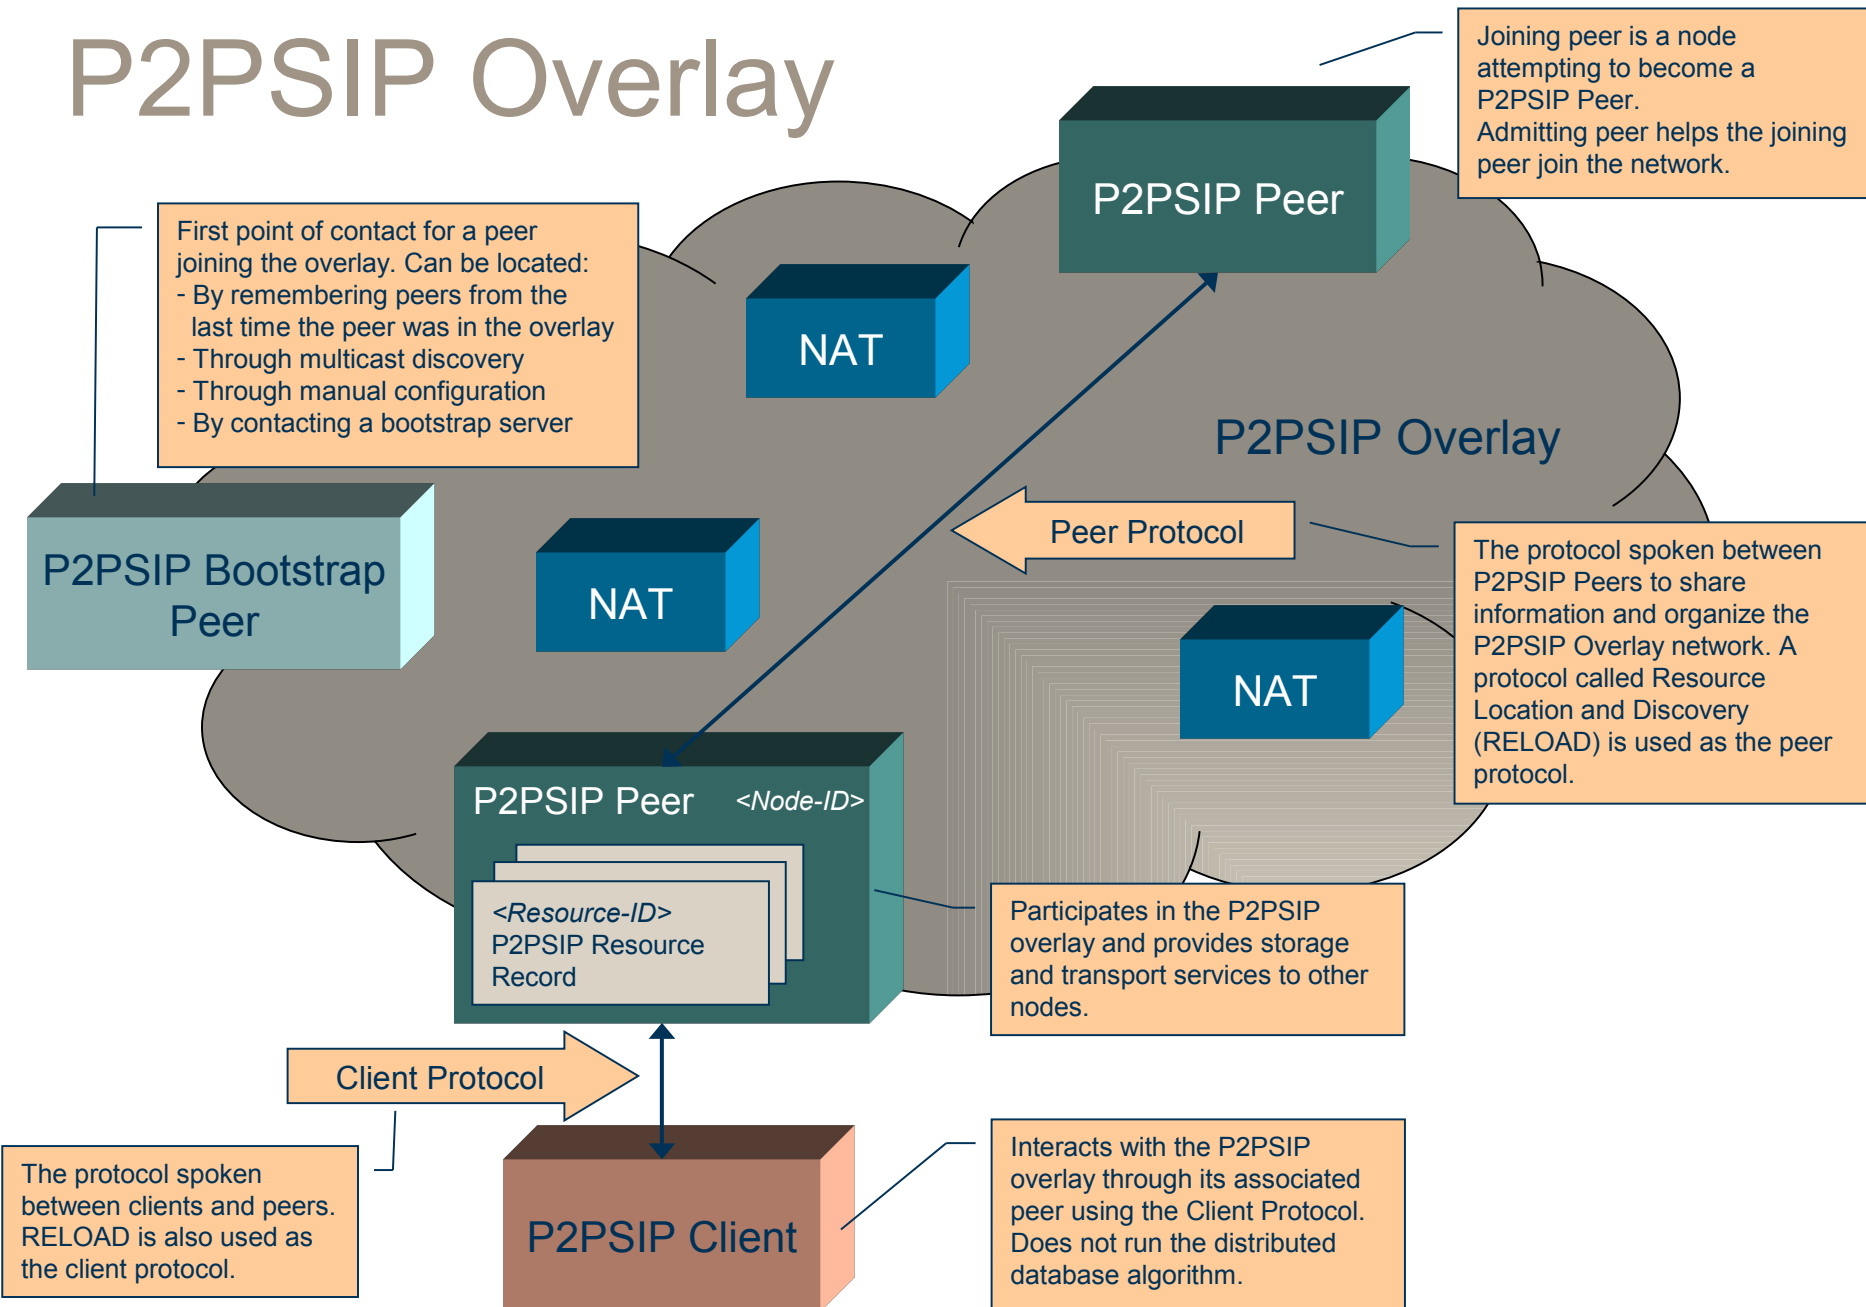 P2PSIP Overlay
Joining peer is a node
attempting to become a
P2PSIP Peer.
Admitting peer helps the joining
peer join the network.
P2PSIP Peer
First point of contact for a peer
joining the overlay. Can be located:
- By remembering peers from the
last time the peer was in the overlay
- Through multicast discovery
- Through manual configuration
- By contacting a bootstrap server
NAT
P2PSIP Overlay
Peer Protocol
P2PSIP Bootstrap
Peer
NAT
The protocol spoken between
P2PSIP Peers to share
information and organize the
P2PSIP Overlay network. A
protocol called Resource
Location and Discovery
(RELOAD) is used as the peer
protocol.
NAT
P2PSIP Peer <Node-ID>
<Resource-ID>
P2PSIP Resource
Record
Participates in the P2PSIP
overlay and provides storage
and transport services to other
nodes.
Client Protocol
The protocol spoken
between clients and peers.
RELOAD is also used as
the client protocol.
P2PSIP Client
Interacts with the P2PSIP
overlay through its associated
peer using the Client Protocol.
Does not run the distributed
database algorithm.